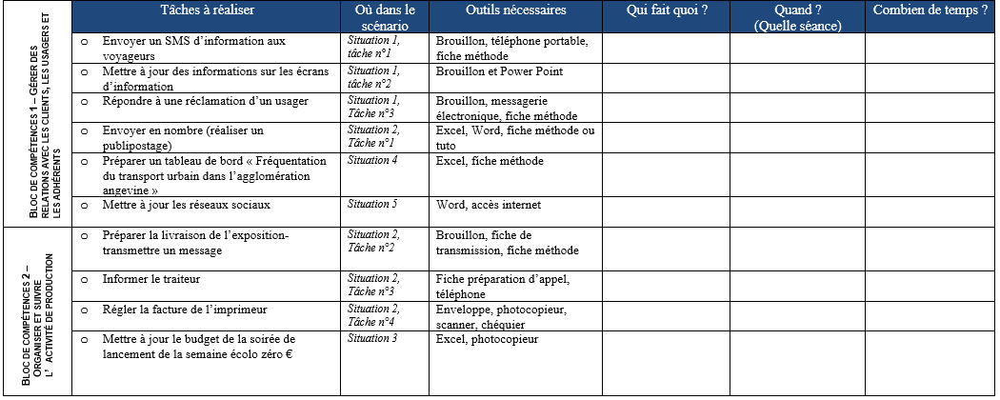 Tâches à réaliser
Où dans le scénario
Outils nécessaires
Qui fait quoi ?
Quand ?
(Quelle séance)
Combien de temps ?
BLOC DE COMPÉTENCES 1 – GÉRER DES
RELATIONS AVEC LES CLIENTS, LES USAGERS ET
LES ADHÉRENTS
o Envoyer un SMS d’information aux
voyageurs
Situation 1,
tâche n°1
Brouillon, téléphone portable,
fiche méthode
o Mettre à jour des informations sur les écrans
d’information
Situation 1,
tâche n°2
Brouillon et Power Point
o Répondre à une réclamation d’un usager
Situation 1,
Tâche n°3
Brouillon, messagerie
électronique, fiche méthode
o Envoyer en nombre (réaliser un
publipostage)
Situation 2,
Tâche n°1
Excel, Word, fiche méthode ou
tuto
o Préparer un tableau de bord « Fréquentation
du transport urbain dans l’agglomération
angevine »
Situation 4
Excel, fiche méthode
o Mettre à jour les réseaux sociaux
Situation 5
Word, accès internet
BLOC DE COMPÉTENCES 2 –
ORGANISER ET SUIVRE
L’ ACTIVITÉ DE PRODUCTION
o Préparer la livraison de l’exposition-
transmettre un message
Situation 2,
Tâche n°2
Brouillon, fiche de
transmission, fiche méthode
o Informer le traiteur
Situation 2,
Tâche n°3
Fiche préparation d’appel,
téléphone
o Régler la facture de l’imprimeur
Situation 2,
Tâche n°4
Enveloppe, photocopieur,
scanner, chéquier
o Mettre à jour le budget de la soirée de
lancement de la semaine écolo zéro €
Situation 3
Excel, photocopieur